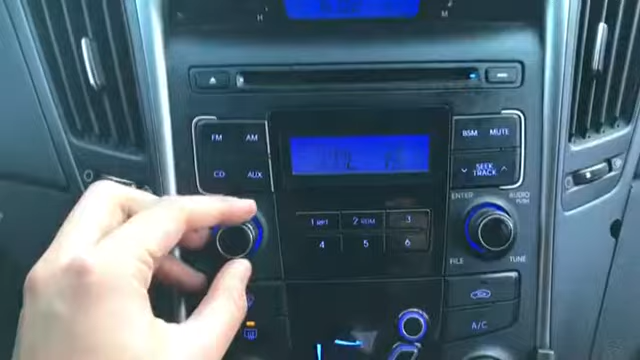 H
M
FM AM
CD AUX
BSM MUTE
SEEK
TRACK
ENTER
AUDIO
PUSH
1 RPT 2 RDM 3
4 5 6
FILE TUNE
A/C